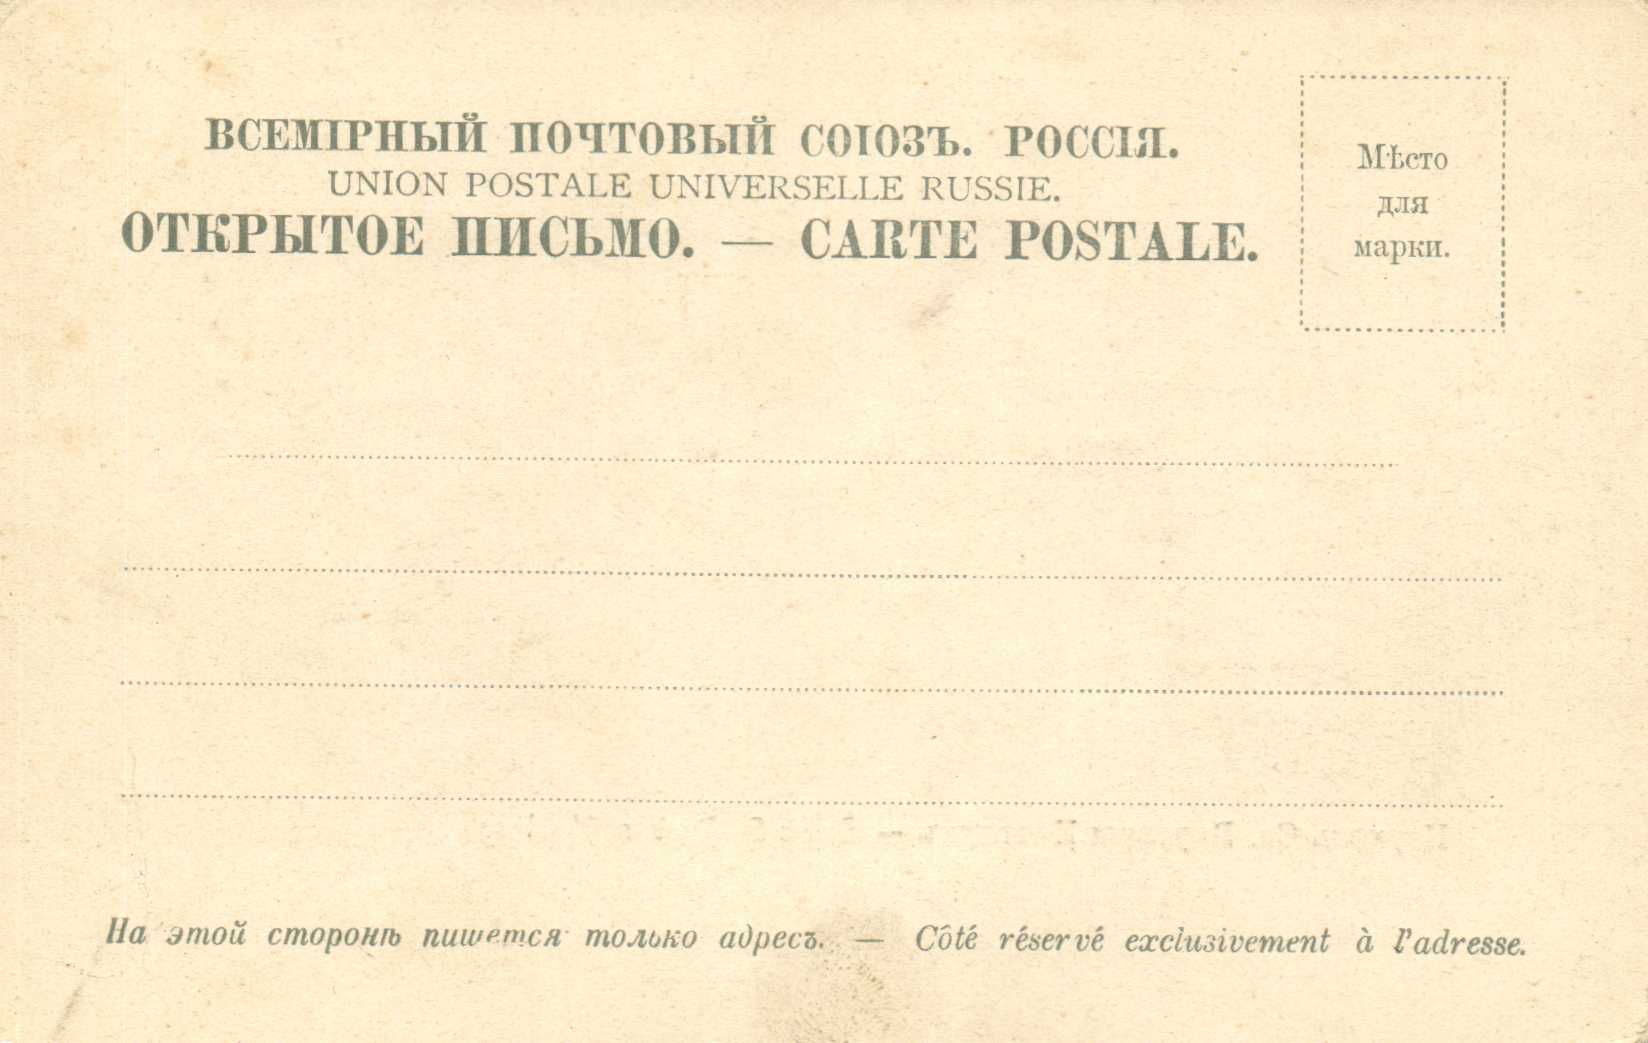 ВСЕМІРНЫЙ ПОЧТОВЫЙ СОЮЗЪ. РОССІЯ.
UNION POSTALE UNIVERSELLE RUSSIE.
ОТКРЫТОЕ ПИСЬМО. — CARTE POSTALE.
Мѣсто
для
марки.
На этой сторонѣ пишется только адресъ. — Côté réservé exclusivement à l'adresse.